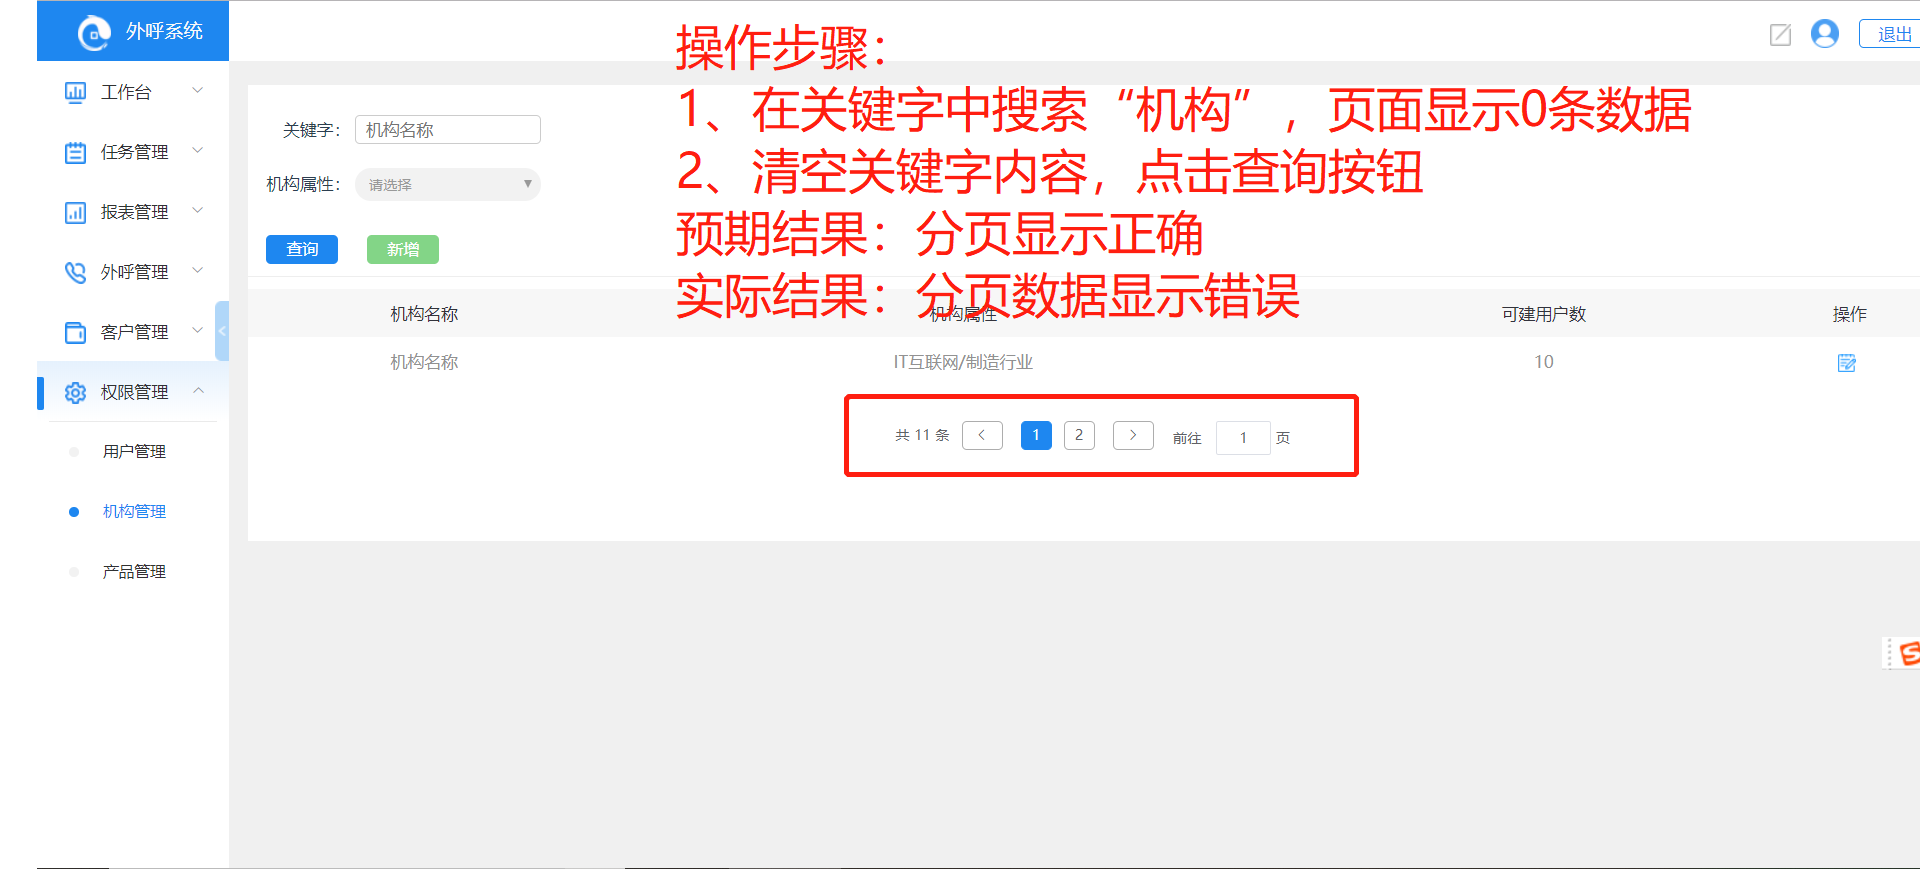 外呼系统
退出
操作步骤：
1、在关键字中搜索“机构”，页面显示0条数据
2、清空关键字内容，点击查询按钮
预期结果：分页显示正确
实际结果：分页数据显示错误
工作台
任务管理
报表管理
外呼管理
客户管理
权限管理
用户管理
机构管理
产品管理
关键字： 机构名称
机构属性： 请选择
查询 新增
机构名称 机构属性 可建用户数 操作
机构名称 IT互联网/制造行业 10
共 11 条 < 1 2 > 前往 1 页